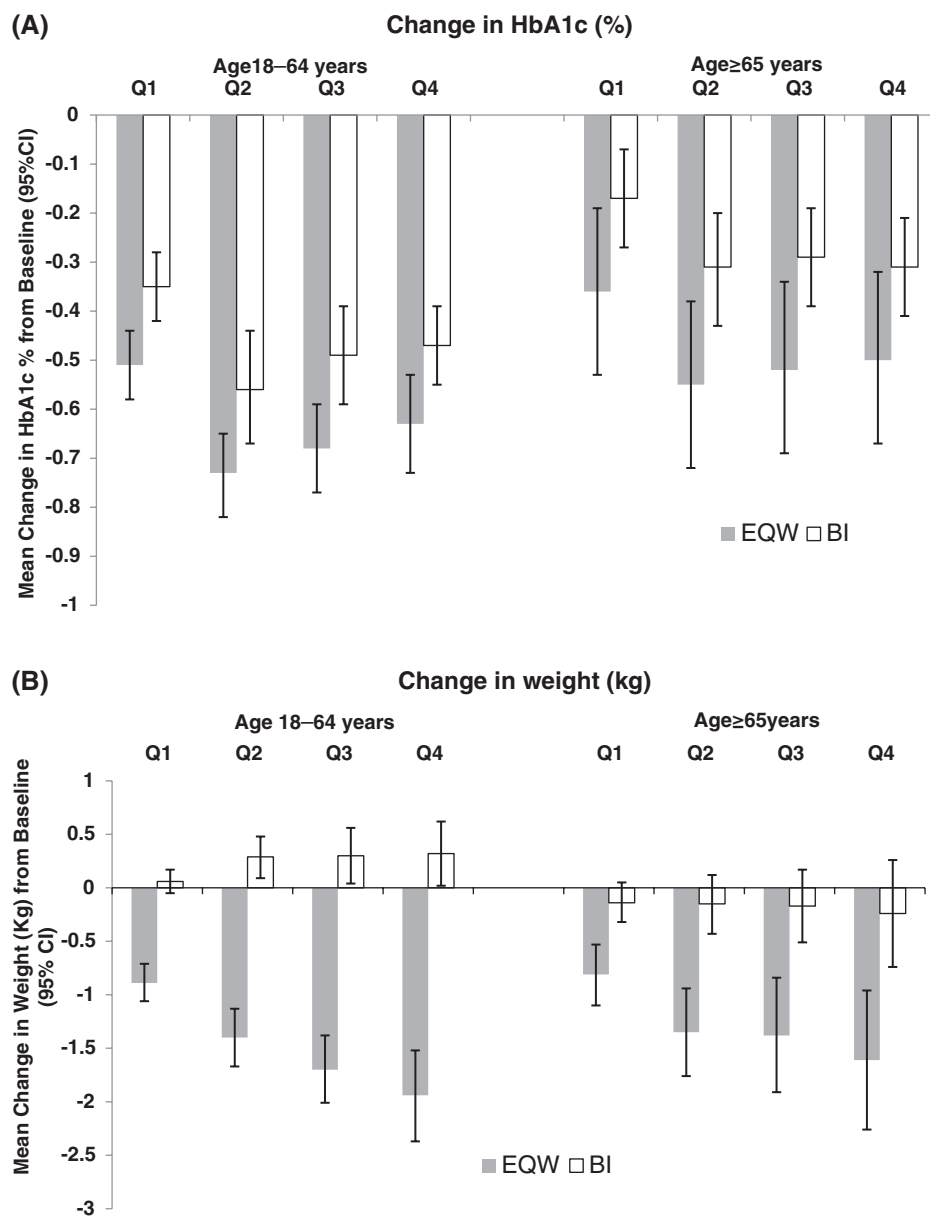 (A) Change in HbA1c (%)
Age18–64 years Age≥65 years
Q1 Q2 Q3 Q4 Q1 Q2 Q3 Q4
Mean Change in HbA1c % from Baseline (95%CI)
0
-0.1
-0.2
-0.3
-0.4
-0.5
-0.6
-0.7
-0.8
-0.9
-1
EQW BI
(B) Change in weight (kg)
Age 18–64 years Age≥65years
Q1 Q2 Q3 Q4 Q1 Q2 Q3 Q4
Mean Change in Weight (Kg) from Baseline
(95% CI)
1
0.5
0
-0.5
-1
-1.5
-2
-2.5
-3
EQW BI